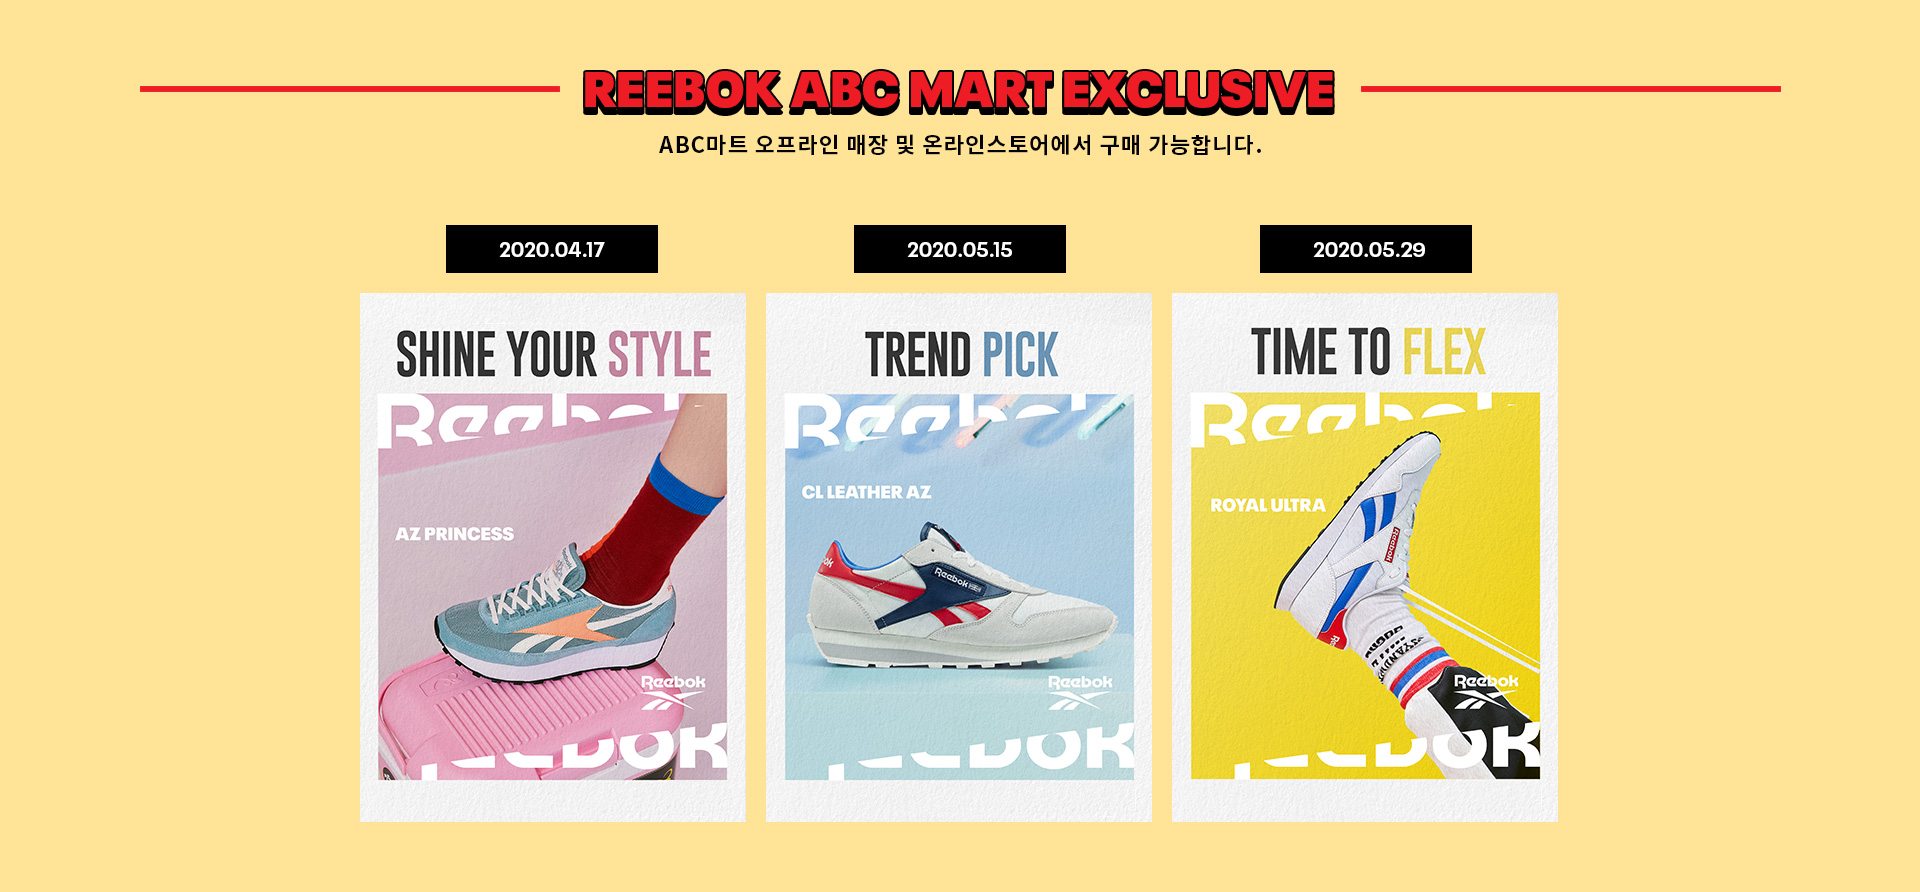 REEBOK ABC MART EXCLUSIVE
ABC마트 오프라인 매장 및 온라인스토어에서 구매 가능합니다.
2020.04.17
SHINE YOUR STYLE
Reebok
AZ PRINCESS
Reebok
Reebok
2020.05.15
TREND PICK
Reebok
CL LEATHER AZ
Reebok
Reebok
Reebok
2020.05.29
TIME TO FLEX
Reebok
ROYAL ULTRA
Reebok
Reebok
Reebok